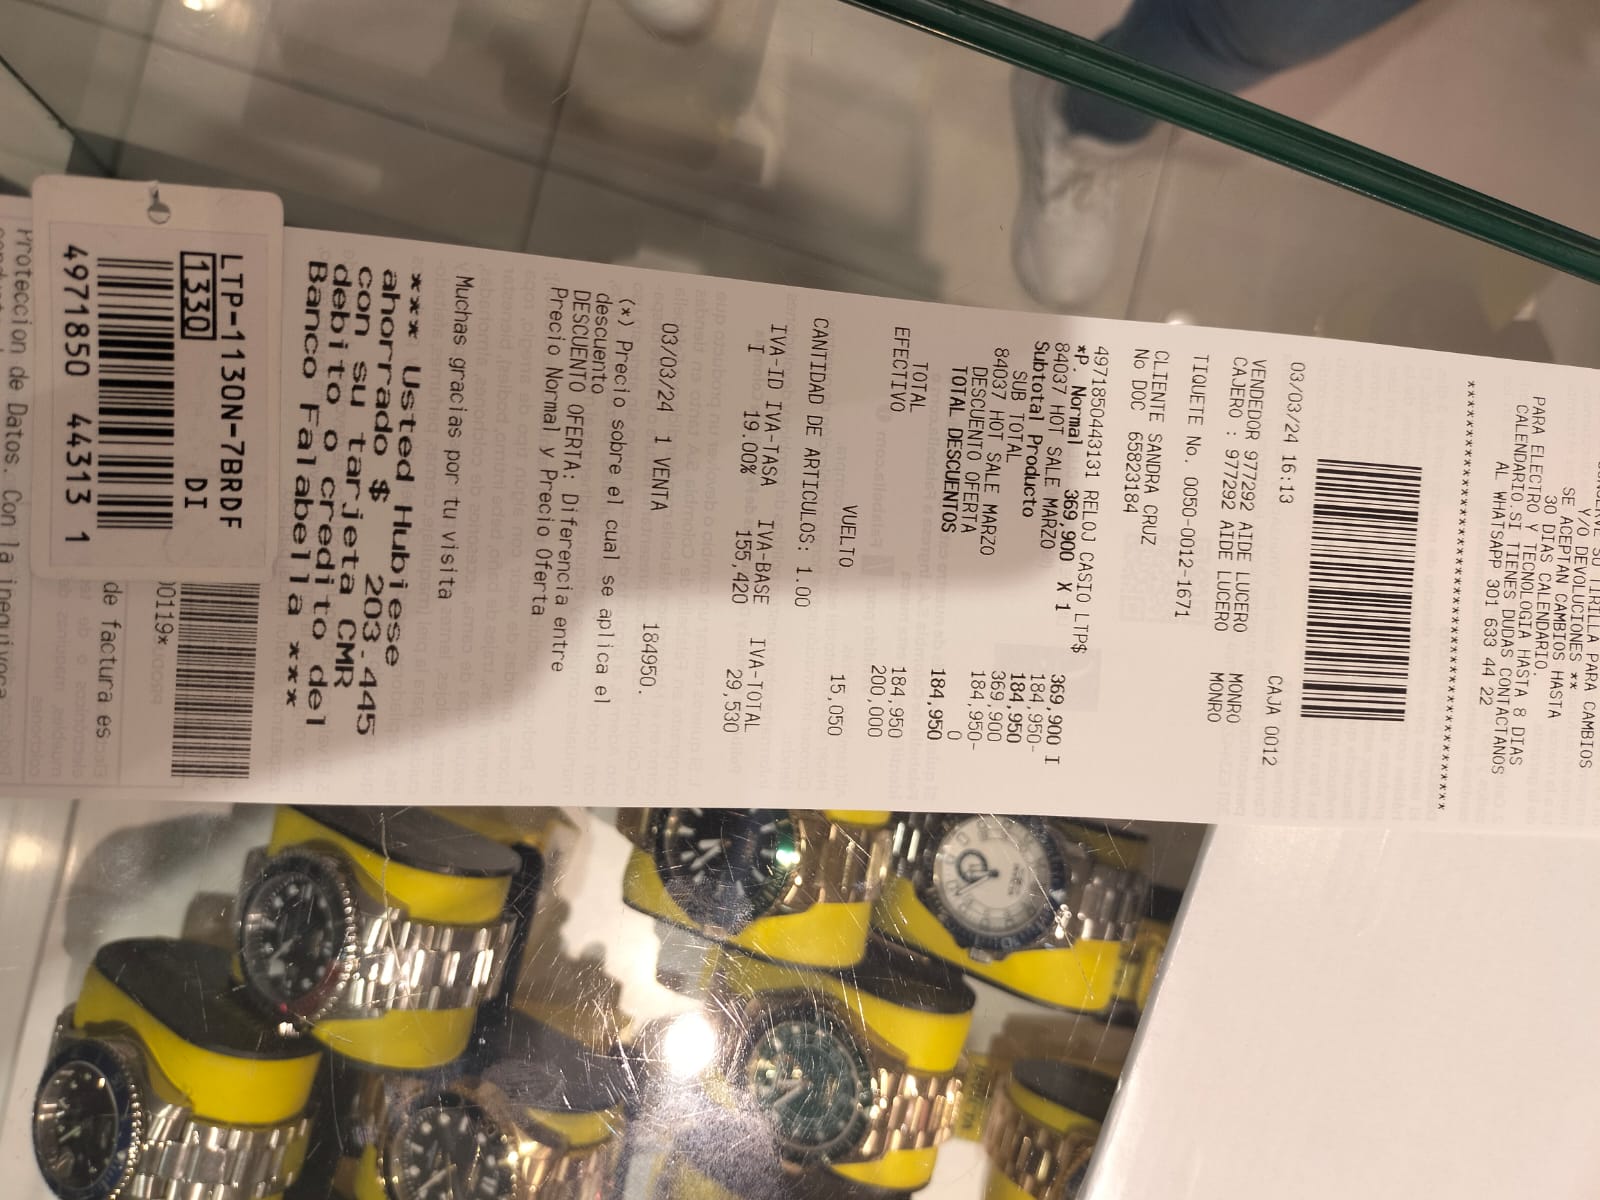 Y/O DEVOLUCIONES **
SE ACEPTAN CAMBIOS HASTA
30 DIAS CALENDARIO.
PARA ELECTRO Y TECNOLOGIA HASTA 8 DIAS
CALENDARIO.SI TIENES DUDAS CONTACTANOS
AL WHATSAPP 301 633 44 22
****************************************
03/03/24 16:13 CAJA 0012
VENDEDOR 977292 AIDE LUCERO MONRO
CAJERO : 977292 AIDE LUCERO MONRO
TIQUETE No. 0050-0012-1671
CLIENTE SANDRA CRUZ
No DOC 65823184
4971850443131 RELOJ CASIO LTP$
*P. Normal 369,900 X 1 369,900 I
84037 HOT SALE MARZO 184,950-
Subtotal Producto 184,950
SUB TOTAL 369,900
84037 HOT SALE MARZO 184,950-
DESCUENTO OFERTA 0
TOTAL DESCUENTOS 184,950
TOTAL 184,950
EFECTIVO 200,000
VUELTO 15,050
CANTIDAD DE ARTICULOS: 1.00
IVA-ID IVA-TASA IVA-BASE IVA-TOTAL
I 19.00% 155,420 29,530
03/03/24 1 VENTA 184950.
(*) Precio sobre el cual se aplica el
descuento
DESCUENTO OFERTA: Diferencia entre
Precio Normal y Precio Oferta
Muchas gracias por tu visita
*** Usted Hubiese
ahorrado $ 203.445
con su tarjeta CMR
debito o credito del
Banco Falabella ***
00119*
de factura es
LTP-1130N-7BRDF
1330 DI
4971850 44313 1
Proteccion de Datos. Con la inequivoca